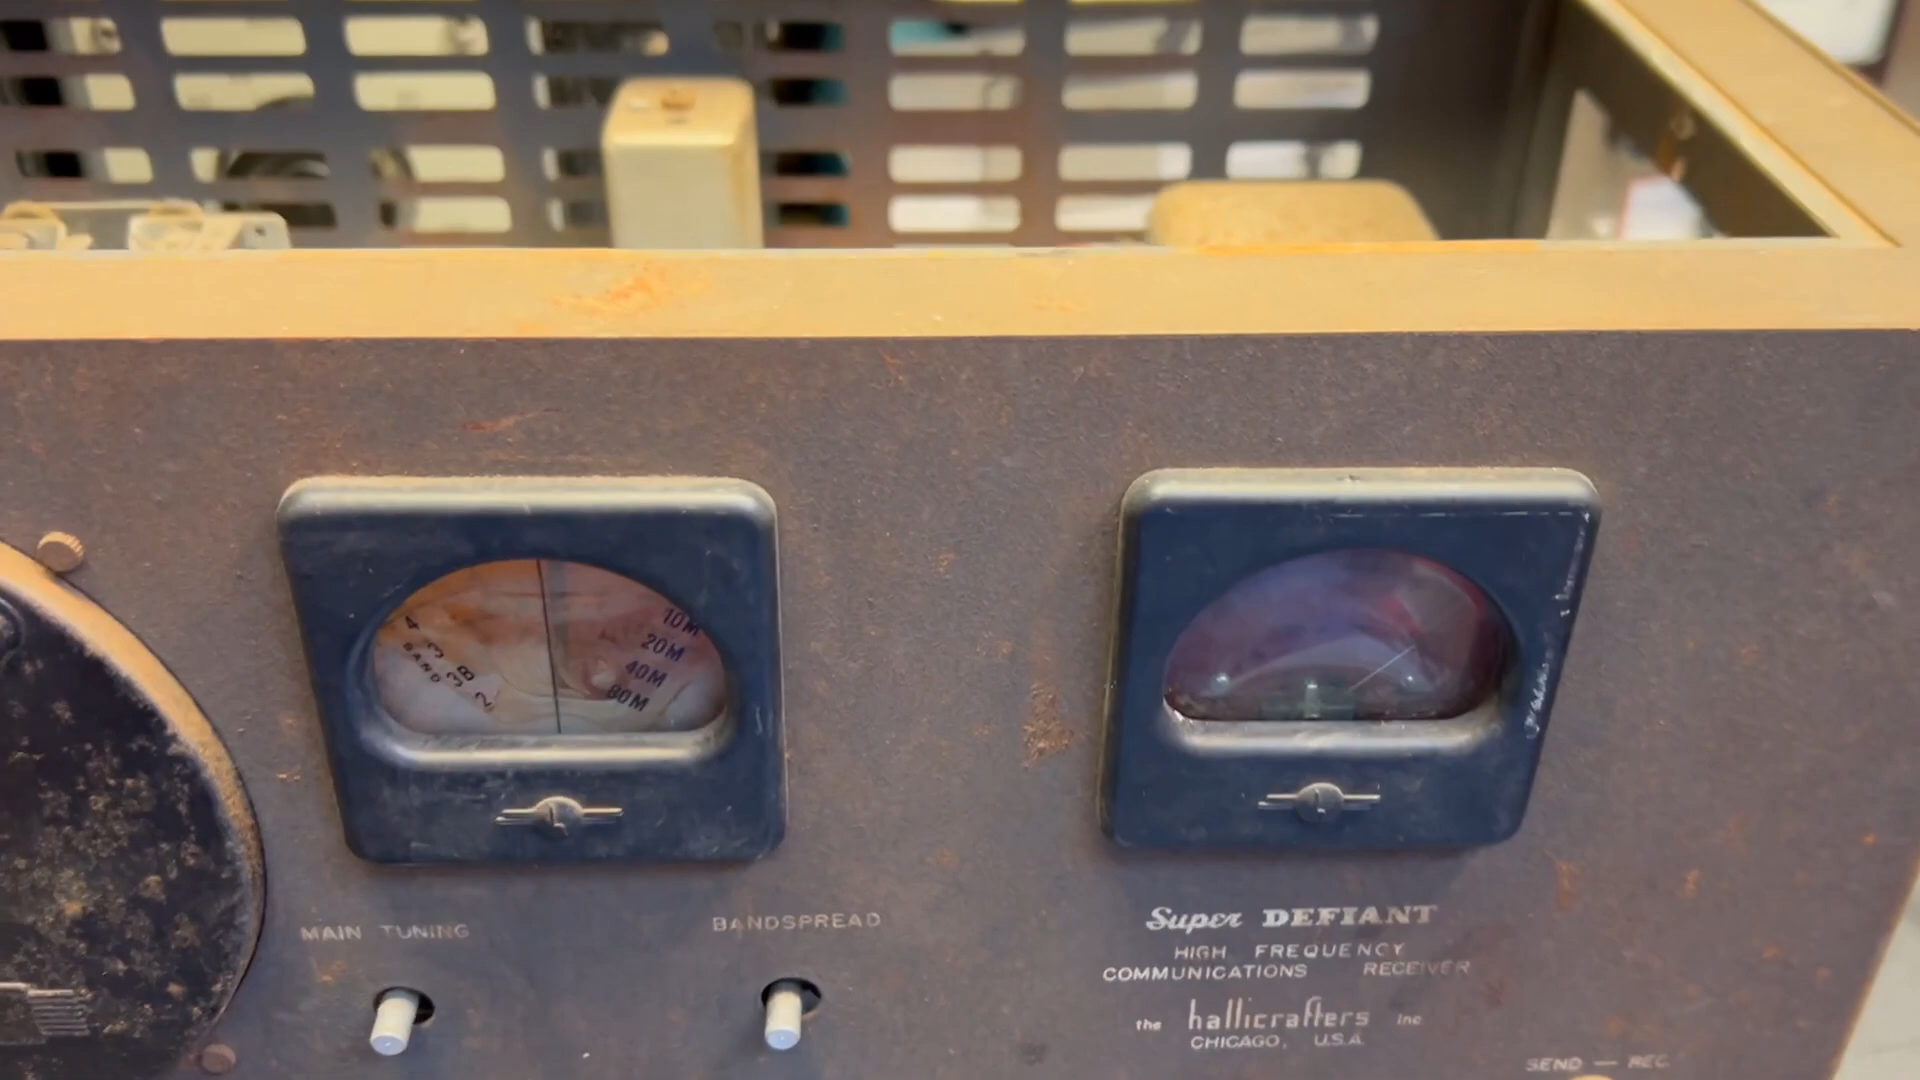 4
3
3B
2
BAND
10M
20M
40M
80M
MAIN TUNING
BANDSPREAD
Super DEFIANT
HIGH FREQUENCY
COMMUNICATIONS RECEIVER
the hallicrafters inc
CHICAGO, U.S.A.
SEND — REC.